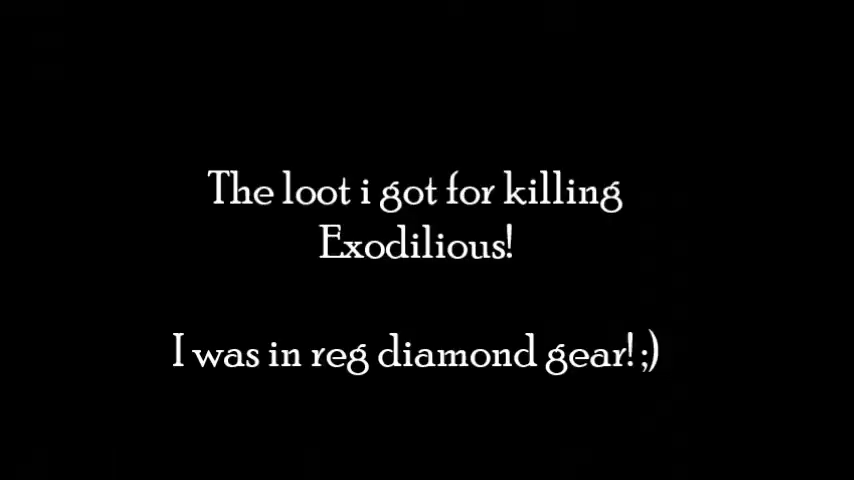 The loot i got for killing
Exodilious!
I was in reg diamond gear! ;)